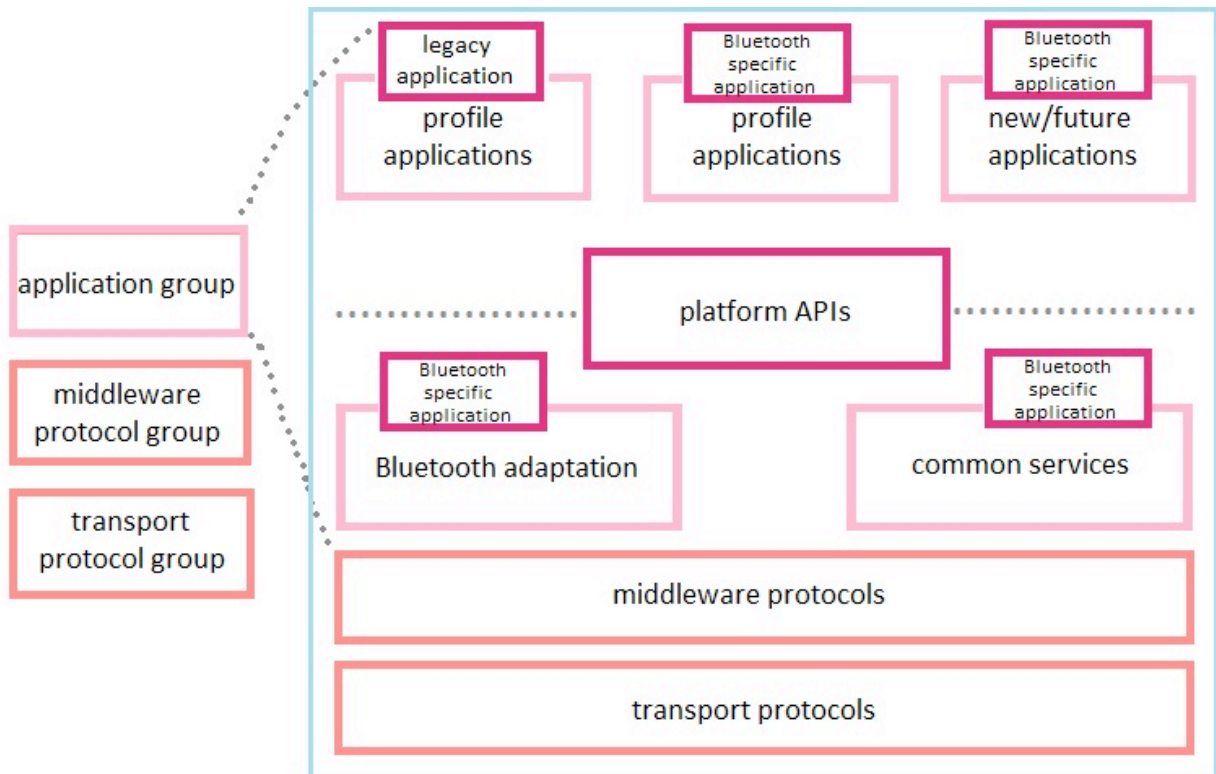 legacy
application
profile
applications
Bluetooth
specific
application
profile
applications
Bluetooth
specific
application
new/future
applications
application group
platform APIs
middleware
protocol group
transport
protocol group
Bluetooth
specific
application
Bluetooth adaptation
Bluetooth
specific
application
common services
middleware protocols
transport protocols